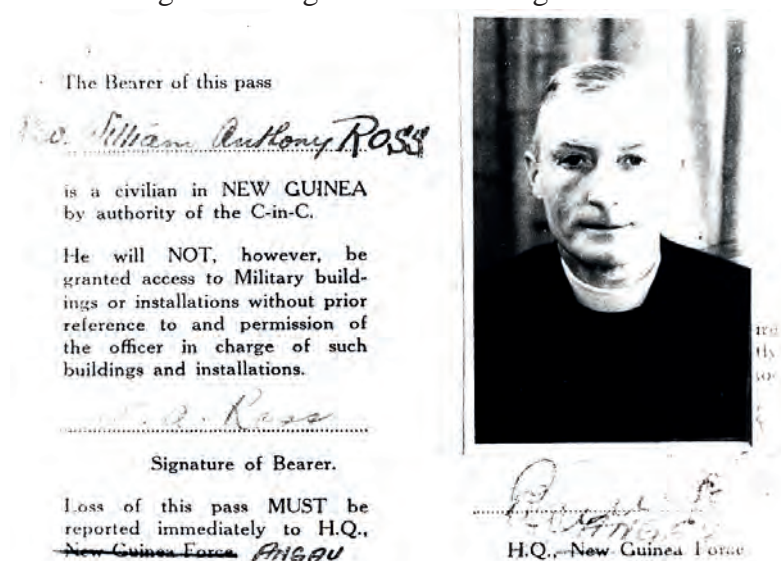 The Bearer of this pass
William Anthony ROSS
is a civilian in NEW GUINEA
by authority of the C-in-C.
He will NOT, however, be
granted access to Military build-
ings or installations without prior
reference to and permission of
the officer in charge of such
buildings and installations.
A. Ross
Signature of Bearer.
Loss of this pass MUST be
reported immediately to H.Q.,
New Guinea Force. ANGAU
H.Q., New Guinea Force